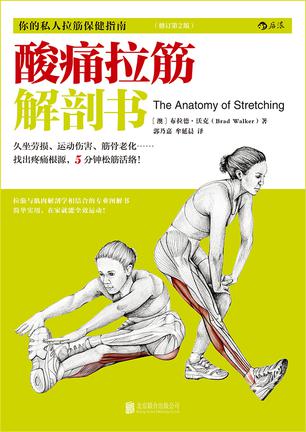 你的私人拉筋保健指南
（修订第2版）
后浪
酸痛拉筋
解剖书
The Anatomy of Stretching
［澳］布拉德·沃克（Brad Walker）著
郭乃嘉 牟延晨 译
久坐劳损、运动伤害、筋骨老化……
找出疼痛根源，5分钟松筋活络！
拉筋与肌肉解剖学相结合的专业图解书
简单实用，在家就能全效运动！
北京联合出版公司